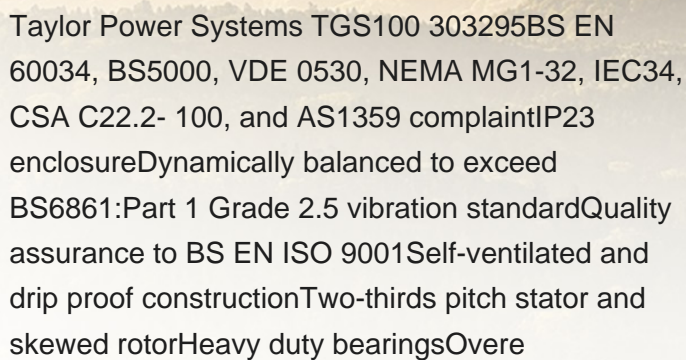 Taylor Power Systems TGS100 303295BS EN
60034, BS5000, VDE 0530, NEMA MG1-32, IEC34,
CSA C22.2- 100, and AS1359 complaintIP23
enclosureDynamically balanced to exceed
BS6861:Part 1 Grade 2.5 vibration standardQuality
assurance to BS EN ISO 9001Self-ventilated and
drip proof constructionTwo-thirds pitch stator and
skewed rotorHeavy duty bearingsOvere